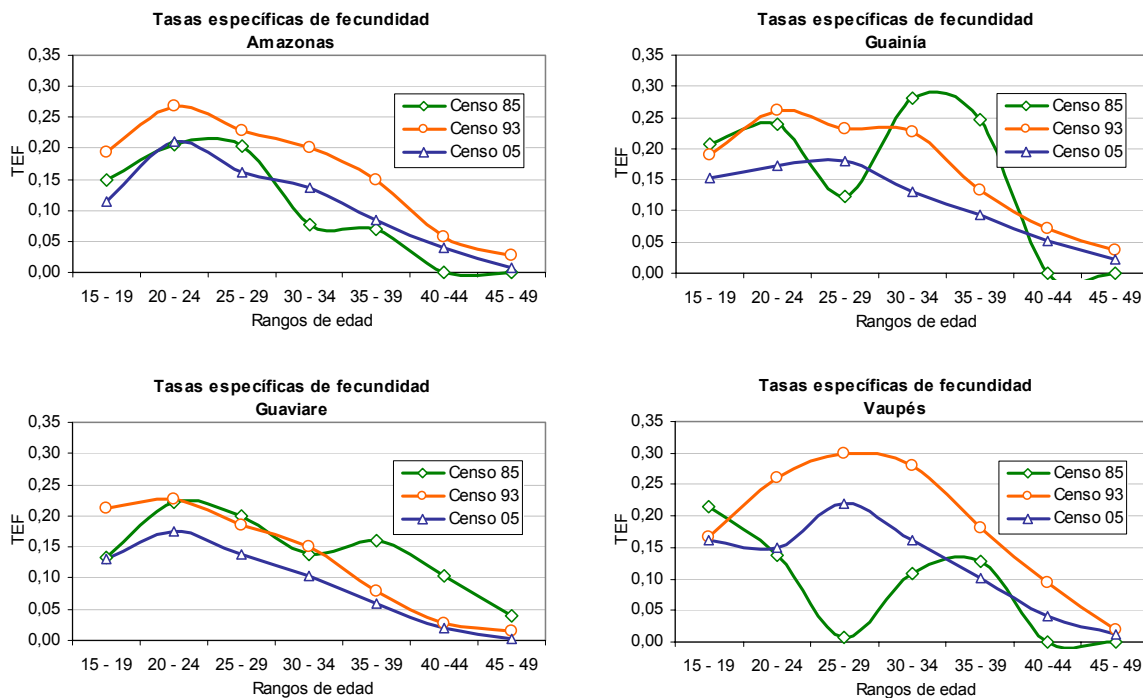 Tasas específicas de fecundidad
Amazonas
0,35
0,30
0,25
0,20
0,15
0,10
0,05
0,00
TEF
Censo 85
Censo 93
Censo 05
15 - 19 20 - 24 25 - 29 30 - 34 35 - 39 40 -44 45 - 49
Rangos de edad
Tasas específicas de fecundidad
Guainía
0,35
0,30
0,25
0,20
0,15
0,10
0,05
0,00
TEF
Censo 85
Censo 93
Censo 05
15 - 19 20 - 24 25 - 29 30 - 34 35 - 39 40 -44 45 - 49
Rangos de edad
Tasas específicas de fecundidad
Guaviare
0,35
0,30
0,25
0,20
0,15
0,10
0,05
0,00
TEF
Censo 85
Censo 93
Censo 05
15 - 19 20 - 24 25 - 29 30 - 34 35 - 39 40 -44 45 - 49
Rangos de edad
Tasas específicas de fecundidad
Vaupés
0,35
0,30
0,25
0,20
0,15
0,10
0,05
0,00
TEF
Censo 85
Censo 93
Censo 05
15 - 19 20 - 24 25 - 29 30 - 34 35 - 39 40 -44 45 - 49
Rangos de edad